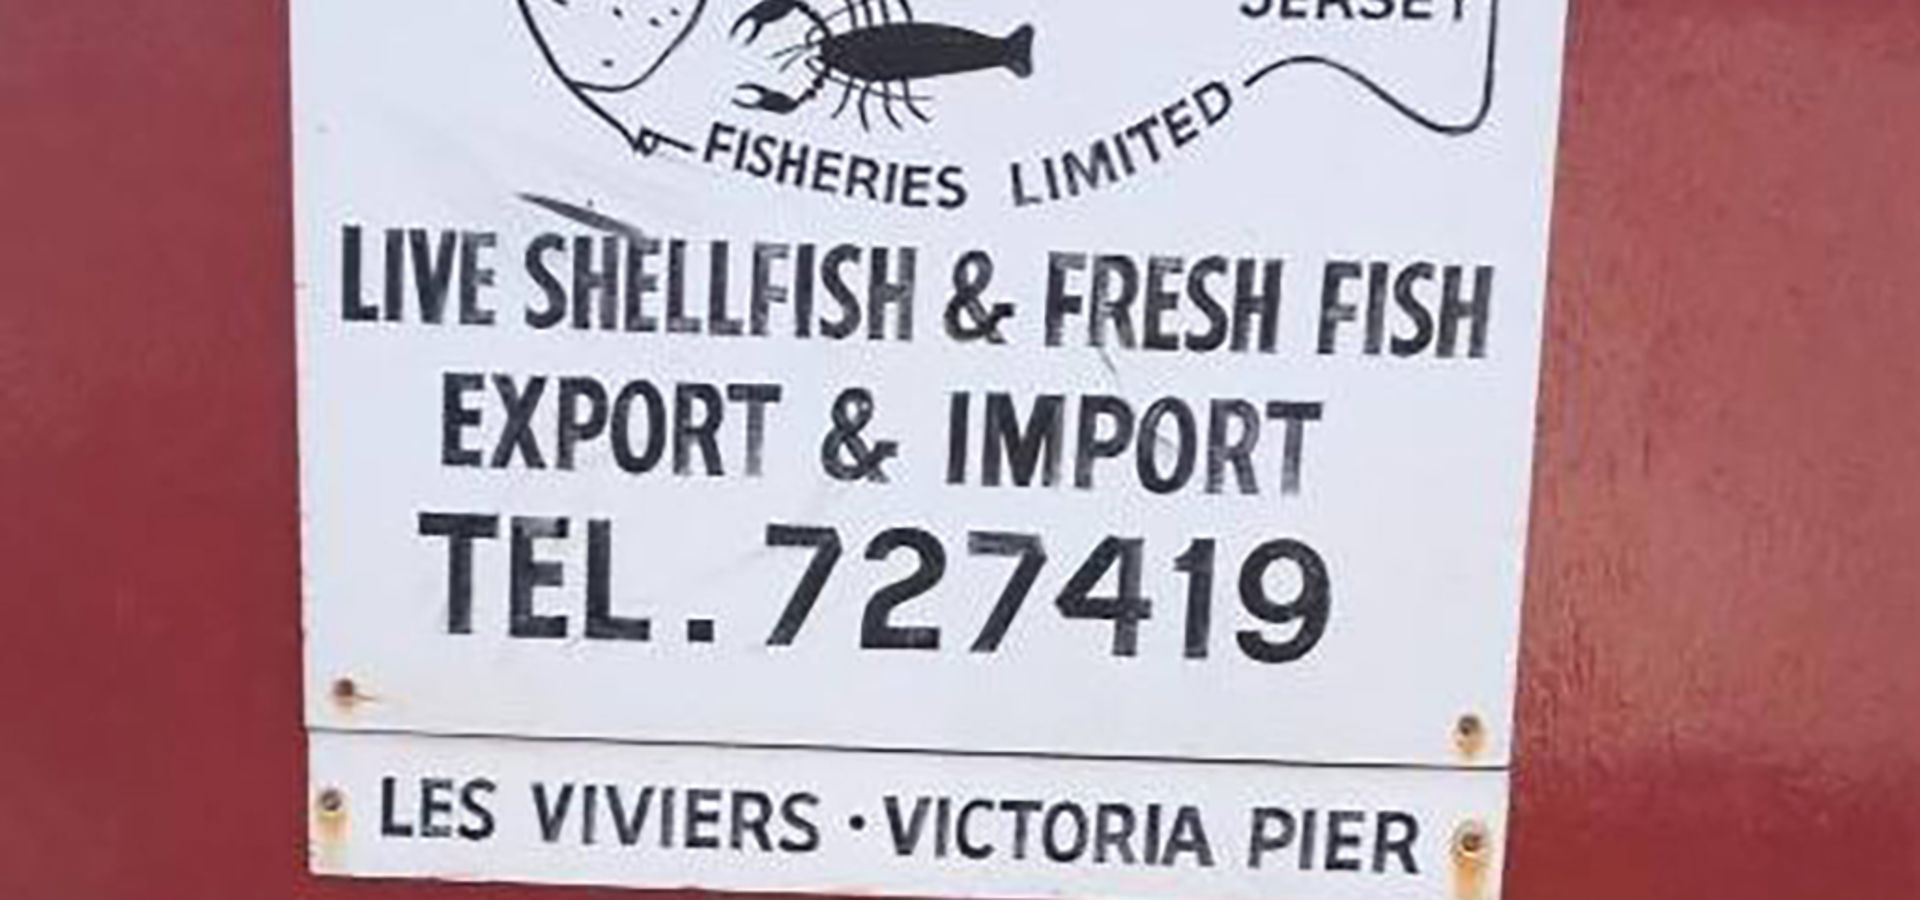 JERSEY
FISHERIES LIMITED
LIVE SHELLFISH & FRESH FISH
EXPORT & IMPORT
TEL. 727419
LES VIVIERS · VICTORIA PIER